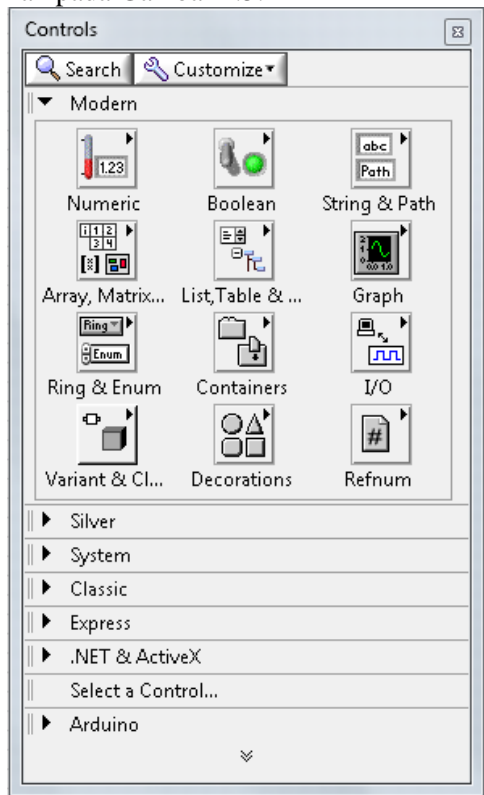 Controls
Search Customize
Modern
1.23
abc
Path
Numeric Boolean String & Path
Array, Matrix... List,Table & ... Graph
Ring
Enum
Ring & Enum Containers I/O
#
Variant & Cl... Decorations Refnum
Silver
System
Classic
Express
.NET & ActiveX
Select a Control...
Arduino